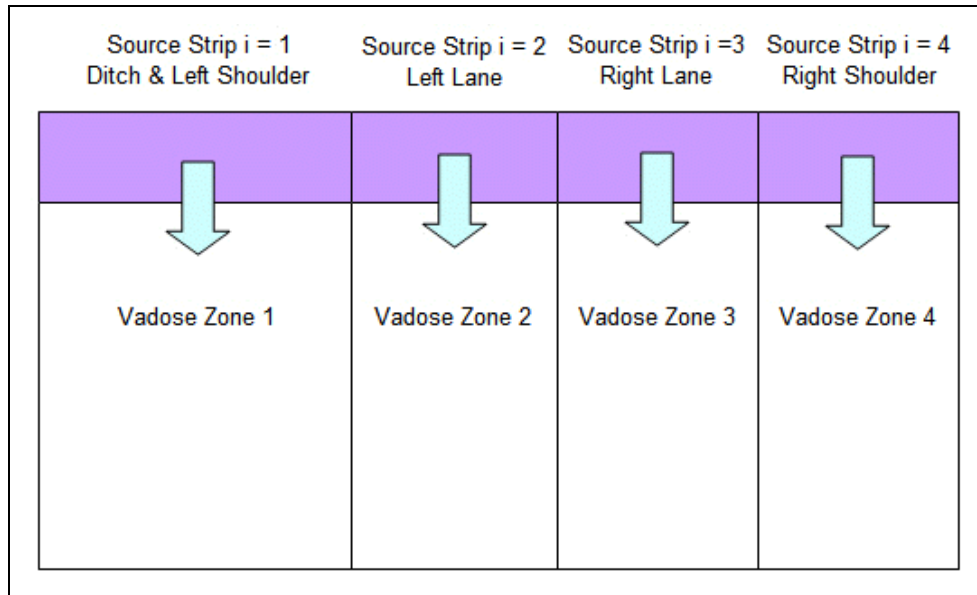 Source Strip i = 1
Ditch & Left Shoulder
Source Strip i = 2
Left Lane
Source Strip i =3
Right Lane
Source Strip i = 4
Right Shoulder
Vadose Zone 1
Vadose Zone 2
Vadose Zone 3
Vadose Zone 4